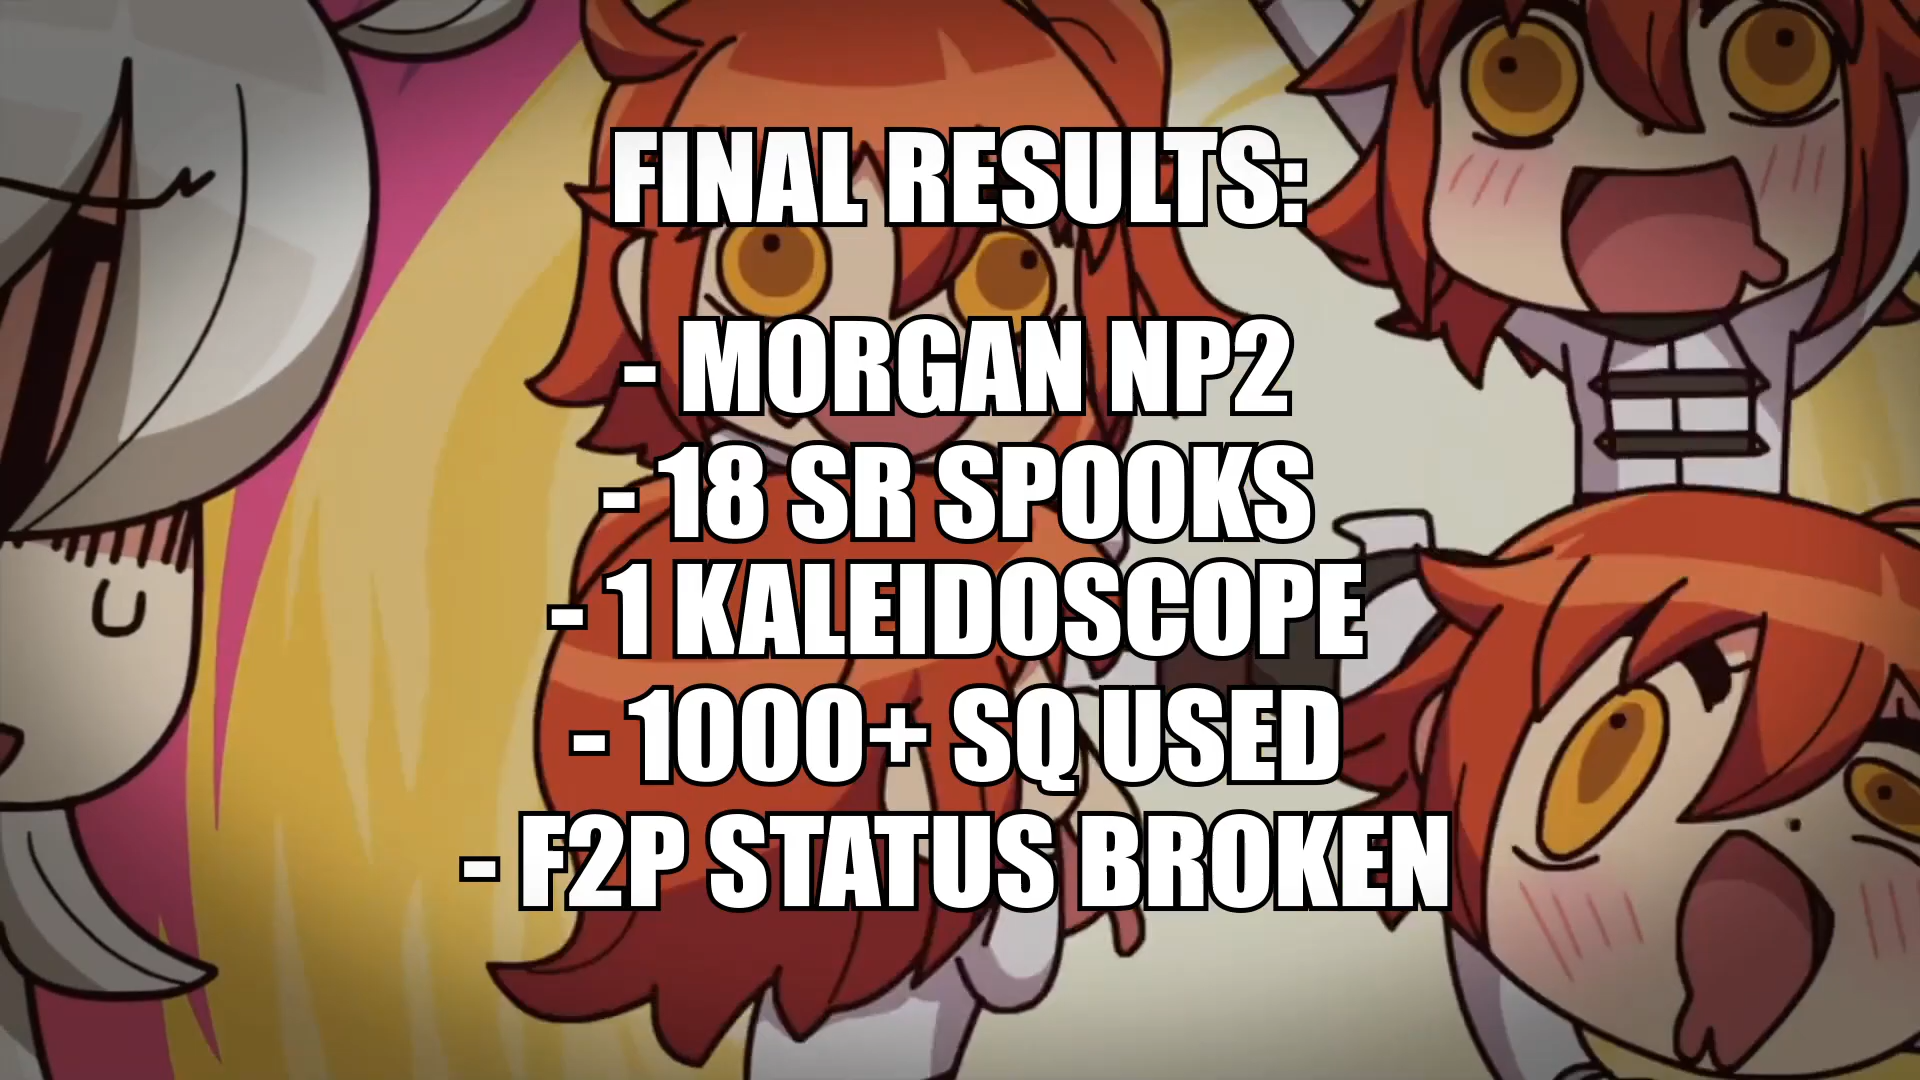 FINAL RESULTS:
- MORGAN NP2
- 18 SR SPOOKS
- 1 KALEIDOSCOPE
- 1000+ SQ USED
- F2P STATUS BROKEN